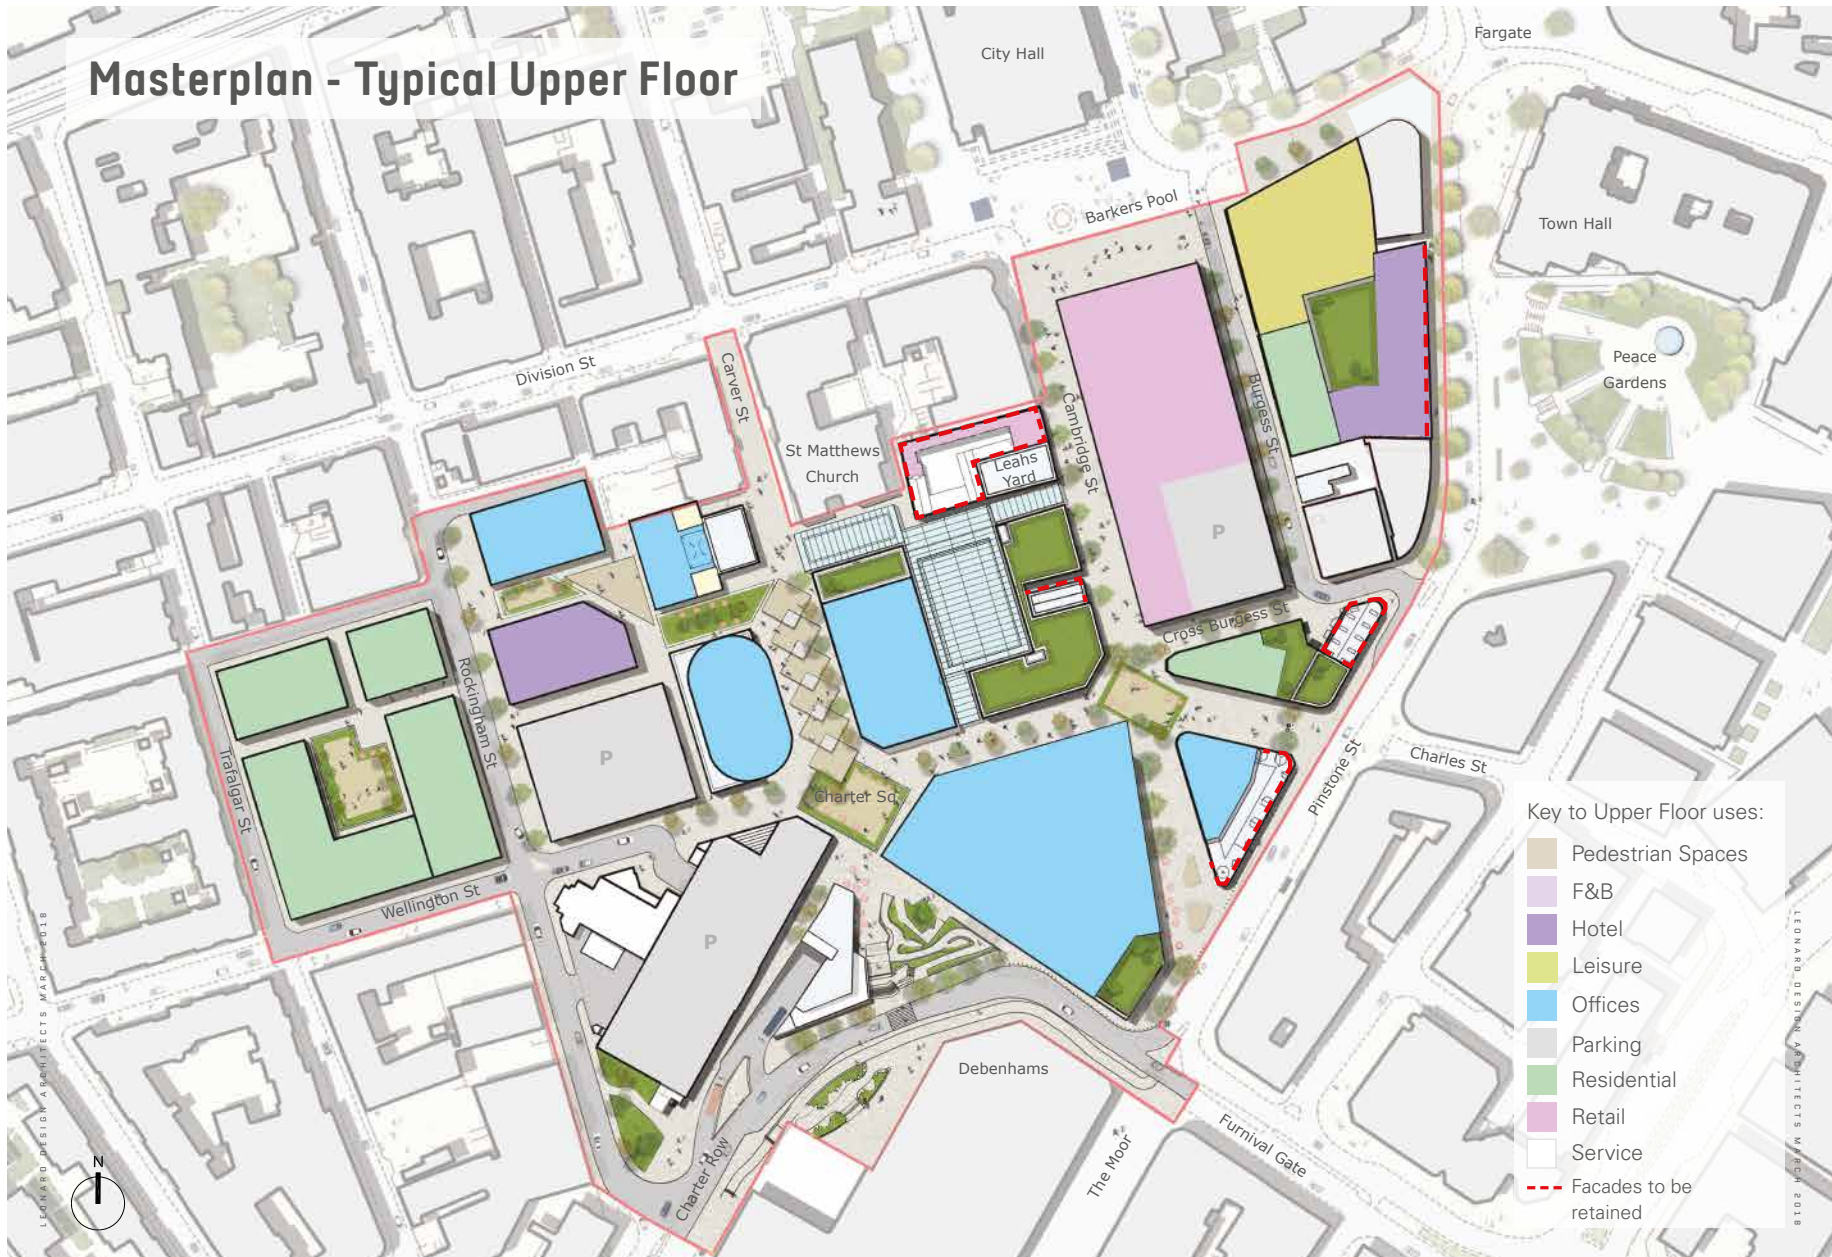 Masterplan - Typical Upper Floor
City Hall
Fargate
Town Hall
Barkers Pool
Peace
Gardens
Division St
Carver St
St Matthews
Church
Leahs
Yard
Cambridge St
Burgess St
P
Cross Burgess St
Rockingham St
Trafalgar St
P
Charter Sq
Pinstone St
Charles St
Wellington St
P
Debenhams
The Moor
Furnival Gate
Charter Row
N
Key to Upper Floor uses:
Pedestrian Spaces
F&B
Hotel
Leisure
Offices
Parking
Residential
Retail
Service
Facades to be
retained
LEONARD DESIGN ARCHITECTS MARCH 2018
LEONARD DESIGN ARCHITECTS MARCH 2018